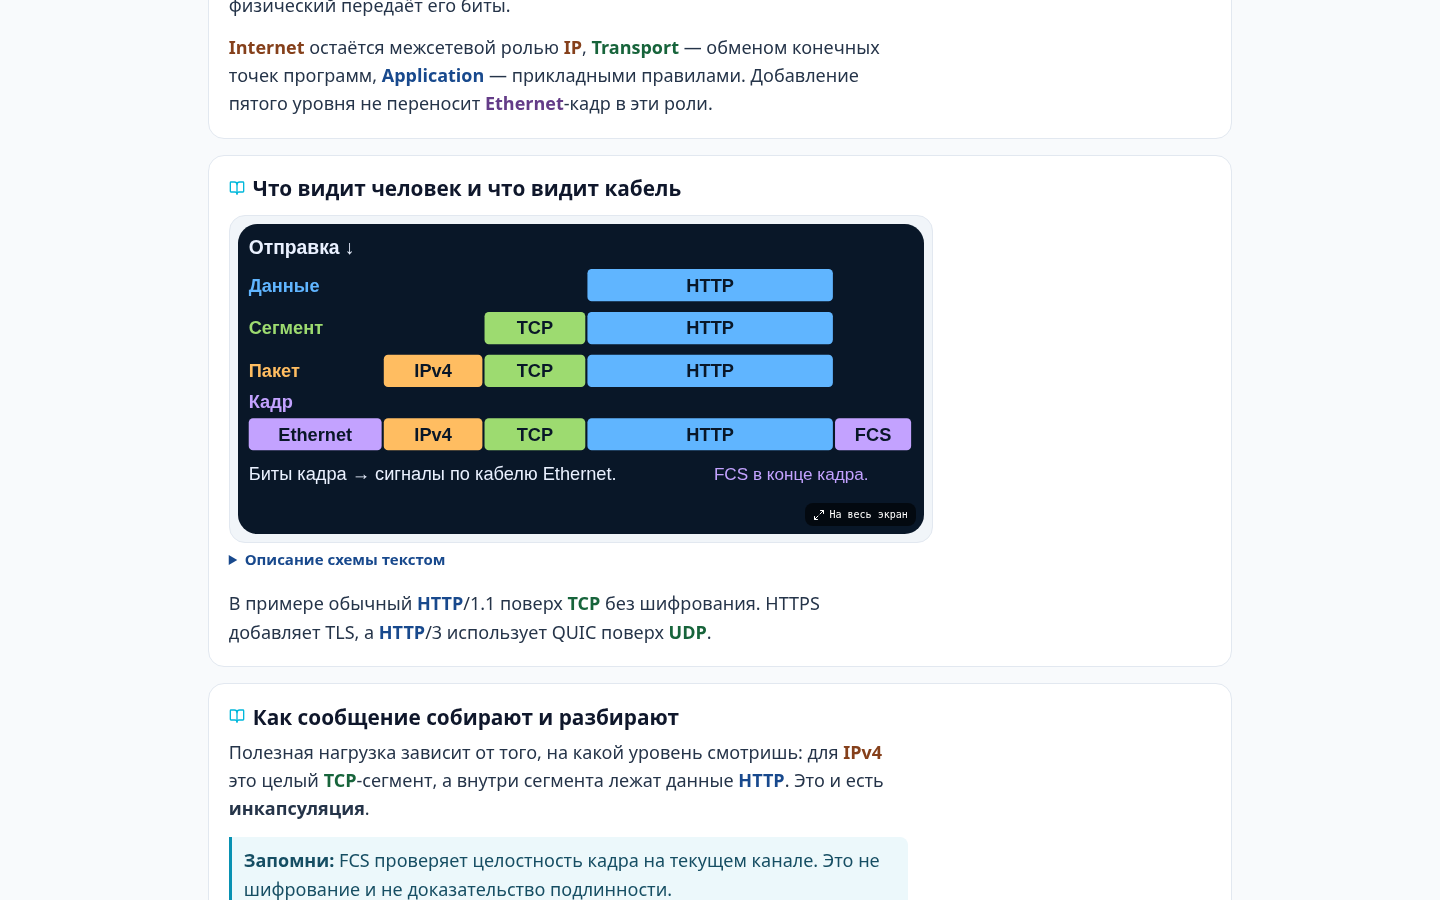 физический передаёт его биты.
Internet остаётся межсетевой ролью IP, Transport — обменом конечных
точек программ, Application — прикладными правилами. Добавление
пятого уровня не переносит Ethernet-кадр в эти роли.
Что видит человек и что видит кабель
Отправка ↓
Данные HTTP
Сегмент TCP HTTP
Пакет IPv4 TCP HTTP
Кадр
Ethernet IPv4 TCP HTTP FCS
Биты кадра → сигналы по кабелю Ethernet. FCS в конце кадра.
На весь экран
Описание схемы текстом
В примере обычный HTTP/1.1 поверх TCP без шифрования. HTTPS
добавляет TLS, а HTTP/3 использует QUIC поверх UDP.
Как сообщение собирают и разбирают
Полезная нагрузка зависит от того, на какой уровень смотришь: для IPv4
это целый TCP-сегмент, а внутри сегмента лежат данные HTTP. Это и есть
инкапсуляция.
Запомни: FCS проверяет целостность кадра на текущем канале. Это не
шифрование и не доказательство подлинности.